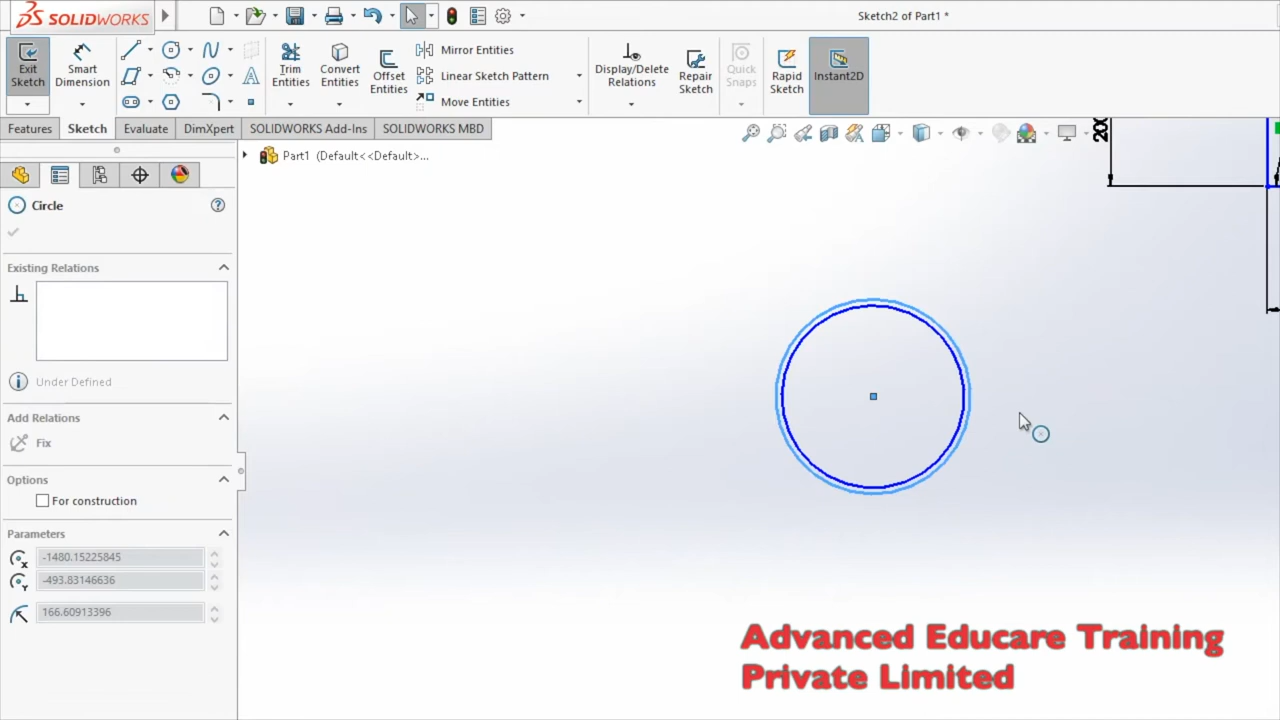 SOLIDWORKS
Sketch2 of Part1 *
Exit Sketch
Smart Dimension
Trim Entities
Convert Entities
Offset Entities
Mirror Entities
Linear Sketch Pattern
Move Entities
Display/Delete Relations
Repair Sketch
Quick Snaps
Rapid Sketch
Instant2D
Features
Sketch
Evaluate
DimXpert
SOLIDWORKS Add-Ins
SOLIDWORKS MBD
200
Part1 (Default<<Default>...
Circle
Existing Relations
Under Defined
Add Relations
Fix
Options
For construction
Parameters
-1480.15225845
-493.83146636
166.60913396
Advanced Educare Training
Private Limited